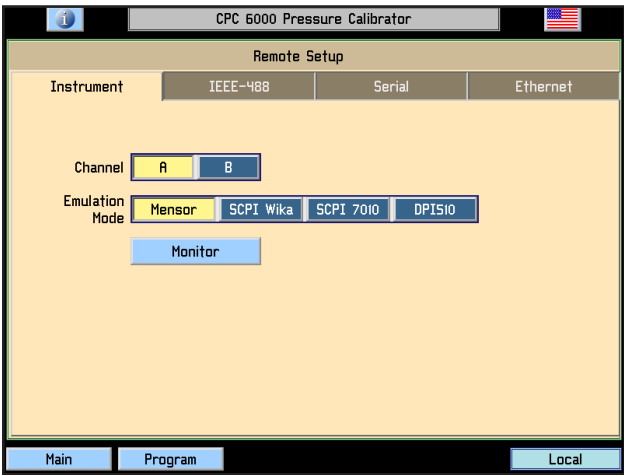 i
CPC 6000 Pressure Calibrator
Remote Setup
Instrument IEEE-488 Serial Ethernet
Channel A B
Emulation
Mode Mensor SCPI Wika SCPI 7010 DPI510
Monitor
Main Program Local